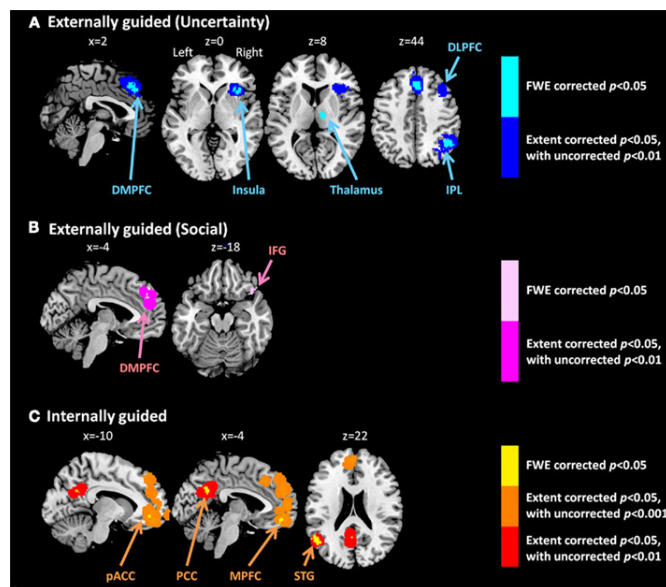 Externally guided (Uncertainty)
A x=2 z=0 z=8 z=44 DLPFC
Left Right
FWE corrected p<0.05
Extent corrected p<0.05,
with uncorrected p<0.01
DMPFC Insula Thalamus IPL
B Externally guided (Social)
x=-4 z=-18 IFG
FWE corrected p<0.05
Extent corrected p<0.05,
with uncorrected p<0.01
DMPFC
C Internally guided
x=-10 x=-4 z=22
FWE corrected p<0.05
Extent corrected p<0.05,
with uncorrected p<0.001
Extent corrected p<0.05,
with uncorrected p<0.01
pACC PCC MPFC STG